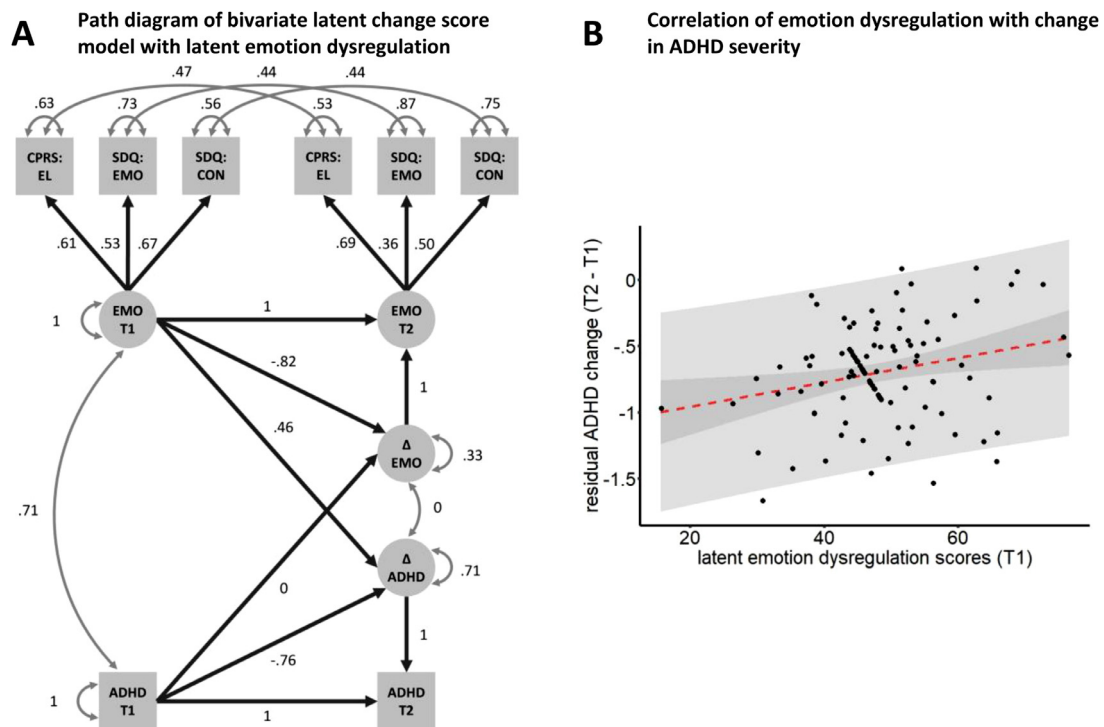 A
Path diagram of bivariate latent change score
model with latent emotion dysregulation
.47
.44
.44
.63
.73
.56
.53
.87
.75
CPRS:
EL
SDQ:
EMO
SDQ:
CON
CPRS:
EL
SDQ:
EMO
SDQ:
CON
.61
.53
.67
.69
.36
.50
1
EMO
T1
1
EMO
T2
-.82
1
.46
Δ
EMO
.33
0
.71
Δ
ADHD
.71
0
1
-.76
1
ADHD
T1
1
ADHD
T2
B
Correlation of emotion dysregulation with change
in ADHD severity
residual ADHD change (T2 - T1)
0
-.5
-1
-1.5
20
40
60
latent emotion dysregulation scores (T1)